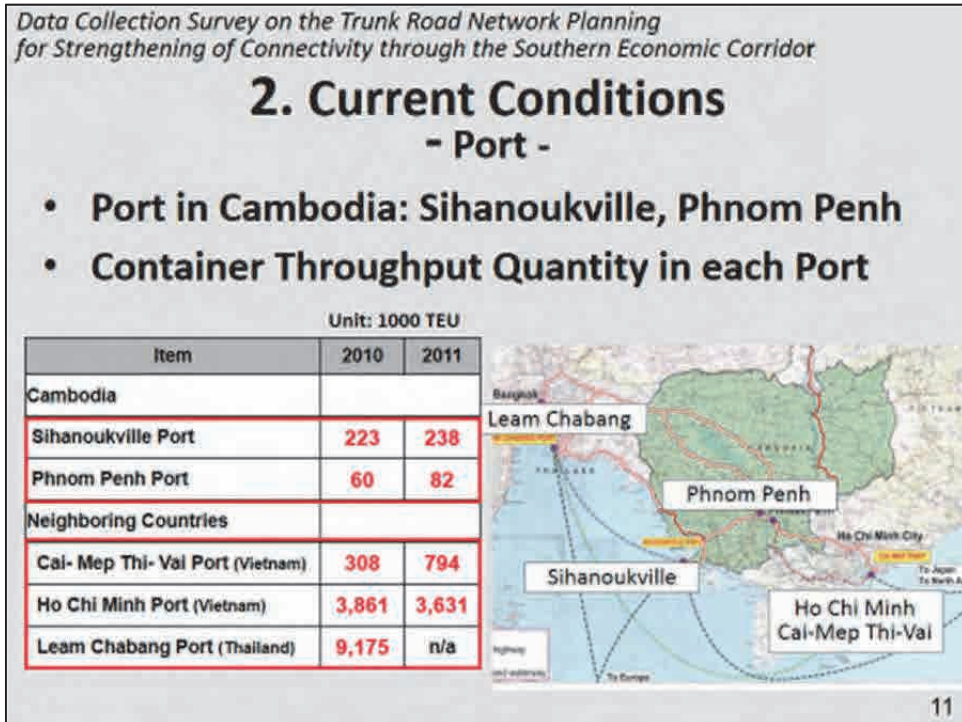 Data Collection Survey on the Trunk Road Network Planning
for Strengthening of Connectivity through the Southern Economic Corridor
2. Current Conditions
- Port -
• Port in Cambodia: Sihanoukville, Phnom Penh
• Container Throughput Quantity in each Port
Unit: 1000 TEU
Item 2010 2011
Cambodia
Sihanoukville Port 223 238
Phnom Penh Port 60 82
Neighboring Countries
Cai- Mep Thi- Vai Port (Vietnam) 308 794
Ho Chi Minh Port (Vietnam) 3,861 3,631
Leam Chabang Port (Thailand) 9,175 n/a
Bangkok
Leam Chabang
Phnom Penh
Ho Chi Minh City
Sihanoukville
To Japan
Ho Chi Minh
Cai-Mep Thi-Vai
To Europe
11